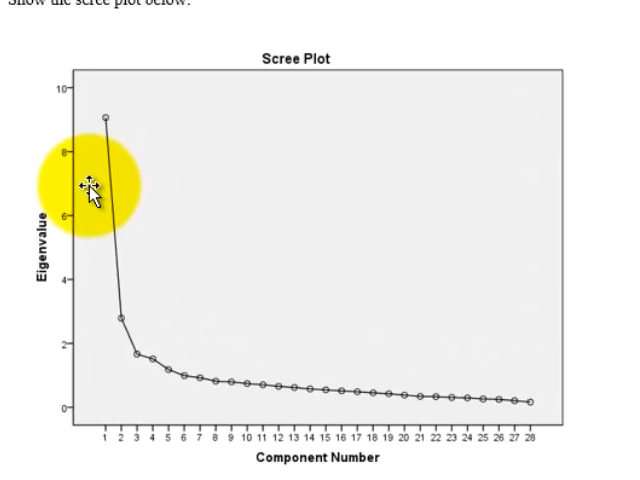 Show the scree plot below.
Scree Plot
10
8
6
4
2
0
Eigenvalue
1 2 3 4 5 6 7 8 9 10 11 12 13 14 15 16 17 18 19 20 21 22 23 24 25 26 27 28
Component Number